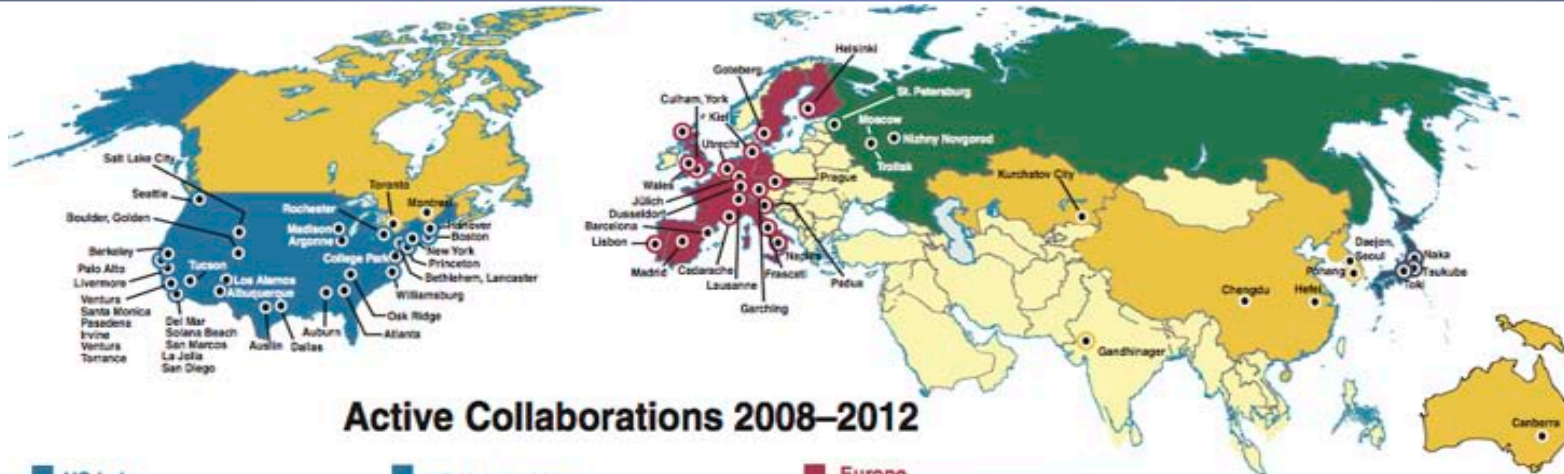 Salt Lake City
Seattle
Boulder, Golden
Berkeley
Palo Alto
Livermore
Ventura
Santa Monica
Pasadena
Irvine
Ventura
Torrance
Del Mar
Solana Beach
San Marcos
La Jolla
San Diego
Tucson
Los Alamos
Albuquerque
Austin
Dallas
Auburn
Atlanta
Oak Ridge
Williamsburg
Bethlehem, Lancaster
Princeton
New York
Boston
Hanover
College Park
Madison
Argonne
Rochester
Toronto
Montreal
Helsinki
Goteberg
Culham, York
Kiel
Utrecht
Wales
Jülich
Dusseldorf
Barcelona
Lisbon
Madrid
Cadarache
Lausanne
Garching
Frascati
Naples
Padua
Prague
St. Petersburg
Moscow
Nizhny Novgorod
Troitsk
Kurchatov City
Chengdu
Hefei
Gandhinager
Daejon,
Seoul
Pohang
Naka
Tsukuba
Toki
Canberra
Active Collaborations 2008–2012
Europe